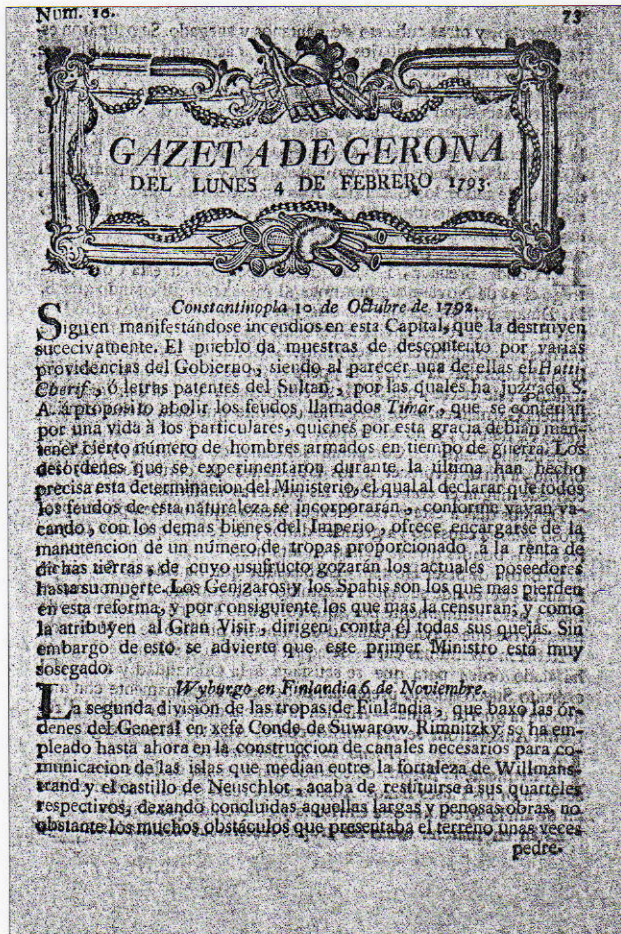 Num. 10. 73
GAZETA DE GERONA
DEL LUNES 4 DE FEBRERO 1793.
Constantinopla 10 de Octubre de 1792.
Siguen manifestándose incendios en esta Capital, que la destruyen
sucecivamente. El pueblo da muestras de descontento por varias
providencias del Gobierno, siendo al parecer una de ellas el Hatti-
Cherif, ó letras patentes del Sultan, por las quales ha juzgado S.
A. á proposito abolir los feudos, llamados Timar, que se conferian
por una vida à los particulares, quienes por esta gracia debian man-
tener cierto número de hombres armados en tiempo de guerra. Los
desórdenes que se experimentaron durante la última han hecho
precisa esta determinacion del Ministerio, el qual al declarar que todos
los feudos de esta naturaleza se incorporarán, conforme vayan va-
cando, con los demas bienes del Imperio, ofrece encargarse de la
manutencion de un número de tropas proporcionado á la renta de
dichas tierras, de cuyo usufructo gozarán los actuales poseedores
hasta su muerte. Los Genizaros y los Spahis son los que mas pierden
en esta reforma, y por consiguiente los que mas la censuran; y como
la atribuyen al Gran Visir, dirigen contra él todas sus quejas. Sin
embargo de esto se advierte que este primer Ministro está muy
sosegado.
Wyburgo en Finlandia 6 de Noviembre.
La segunda division de las tropas de Finlandia, que baxo las ór-
denes del General en xefe Conde de Suwarow Rimnitzky se ha em-
pleado hasta ahora en la construccion de canales necesarios para co-
municacion de las islas que median entre la fortaleza de Willmans-
trand y el castillo de Neuschlot, acaba de restituirse a sus quarteles
respectivos, dexando concluidas aquellas largas y penosas obras, no
obstante los muchos obstáculos que presentaba el terreno unas veces
pedre-